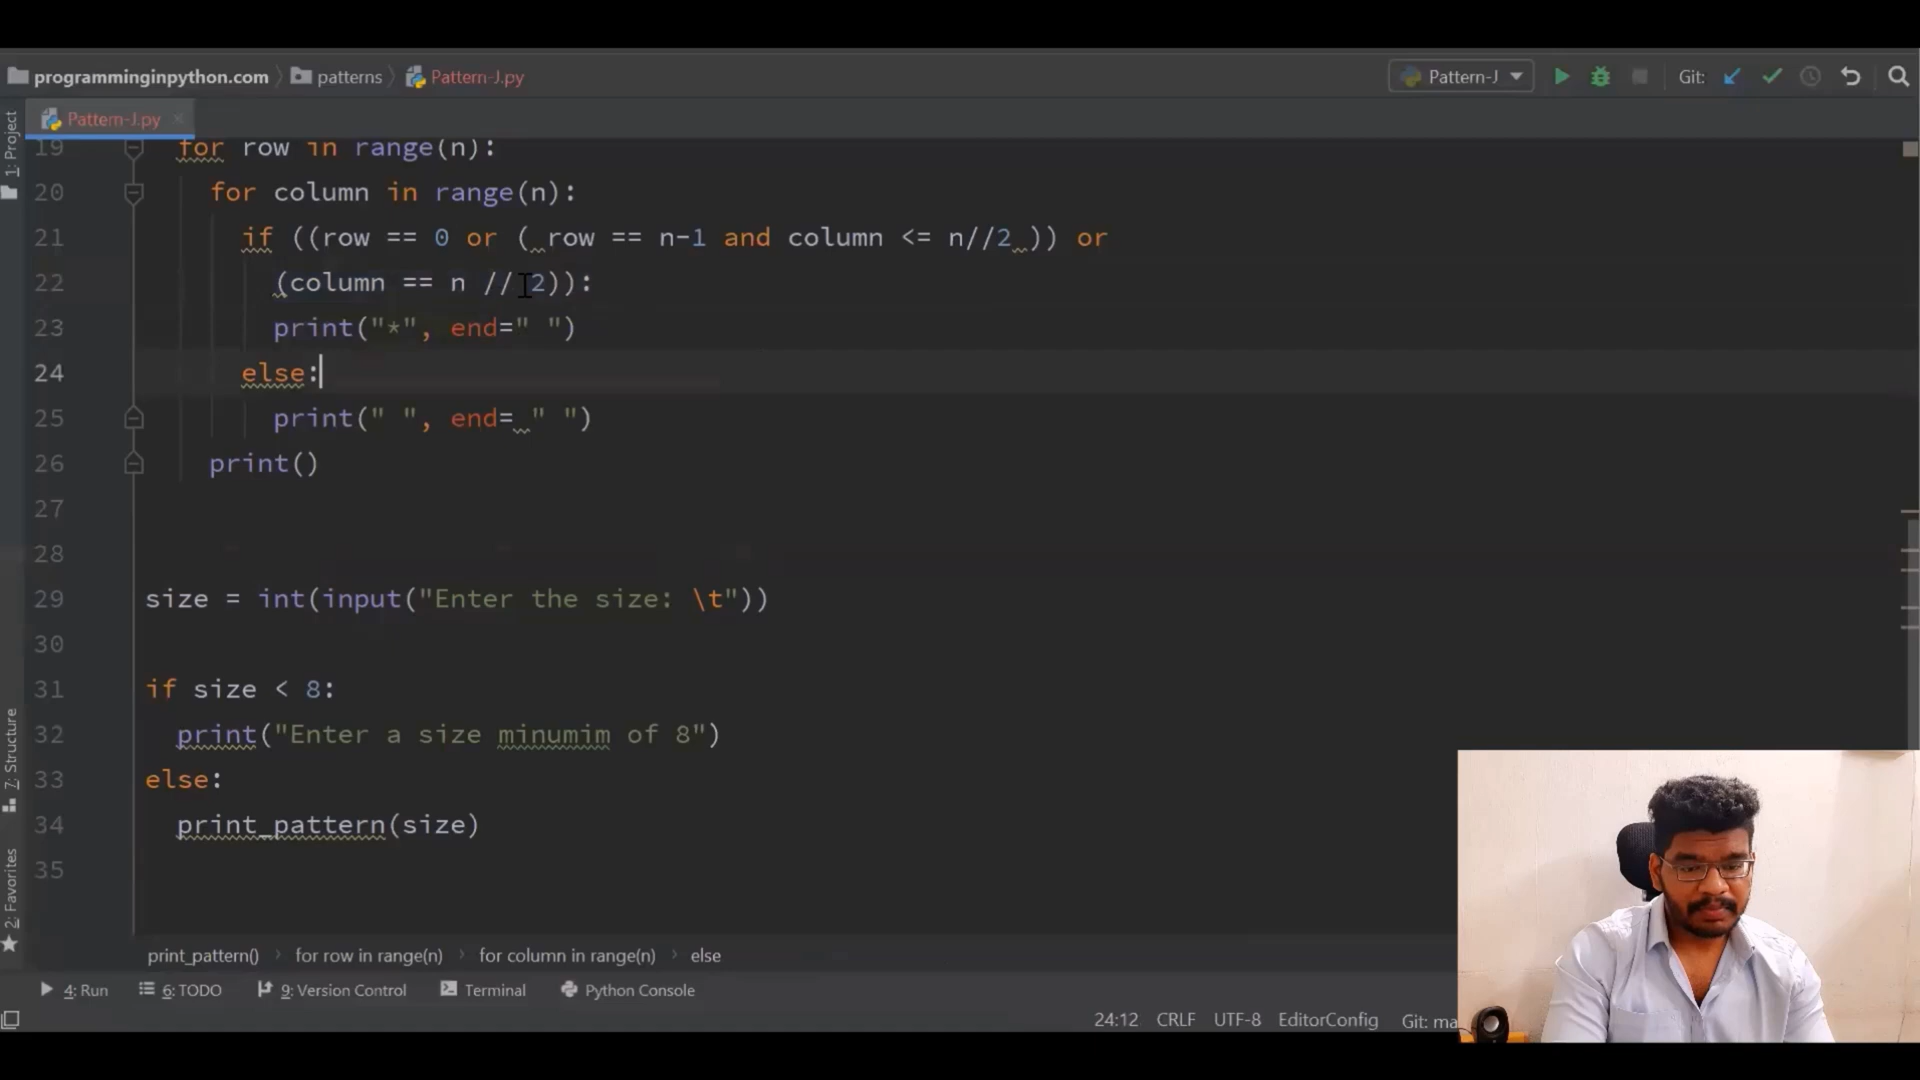 programminginpython.com patterns Pattern-J.py Pattern-J Git:
Pattern-J.py
1: Project
7: Structure
2: Favorites
19 for row in range(n):
20 for column in range(n):
21 if ((row == 0 or ( row == n-1 and column <= n//2 )) or
22 (column == n // 2)):
23 print("*", end=" ")
24 else:
25 print(" ", end= " ")
26 print()
27
28
29 size = int(input("Enter the size: \t"))
30
31 if size < 8:
32 print("Enter a size minumim of 8")
33 else:
34 print_pattern(size)
35
print_pattern() for row in range(n) for column in range(n) else
4: Run 6: TODO 9: Version Control Terminal Python Console
24:12 CRLF UTF-8 EditorConfig Git: ma